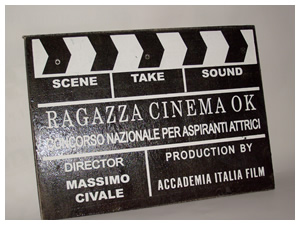 SCENE TAKE SOUND
RAGAZZA CINEMA OK
CONCORSO NAZIONALE PER ASPIRANTI ATTRICI
DIRECTOR
MASSIMO
CIVALE
PRODUCTION BY
ACCADEMIA ITALIA FILM